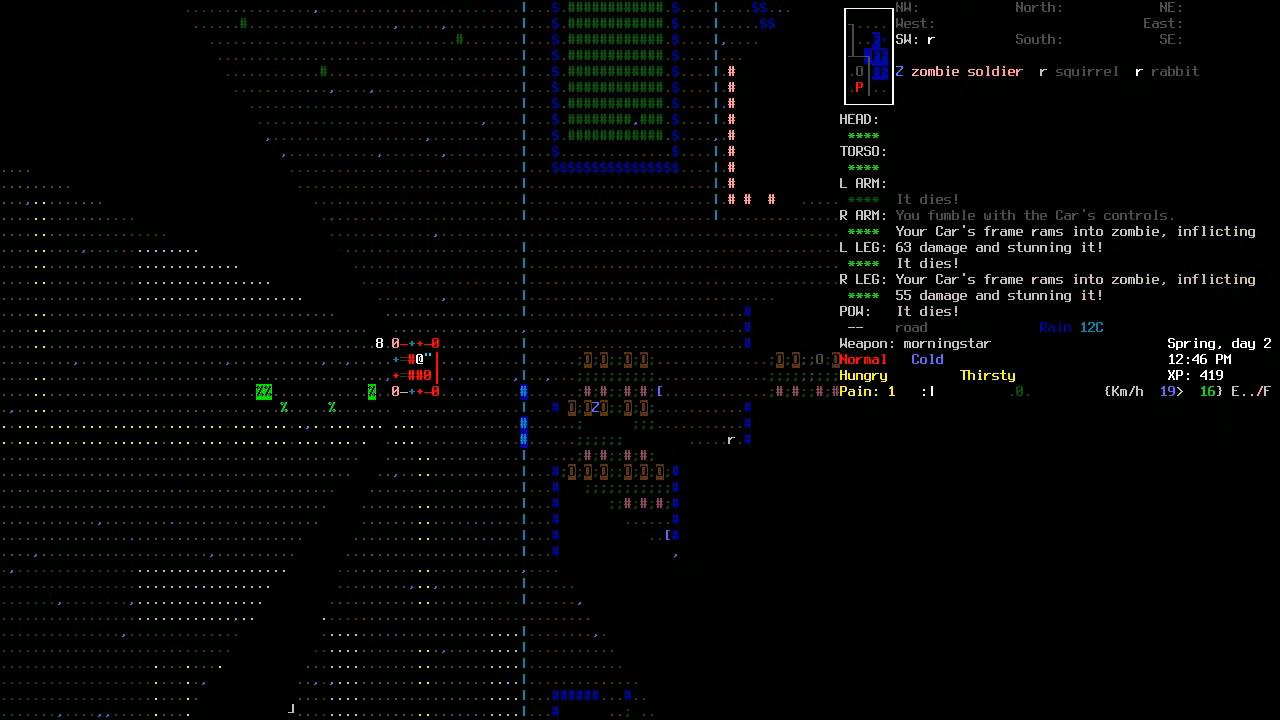 NW: North: NE:
West: East:
SW: r South: SE:
Z zombie soldier r squirrel r rabbit
HEAD:
****
TORSO:
****
L ARM:
**** It dies!
R ARM: You fumble with the Car's controls.
**** Your Car's frame rams into zombie, inflicting
L LEG: 63 damage and stunning it!
**** It dies!
R LEG: Your Car's frame rams into zombie, inflicting
**** 55 damage and stunning it!
POW: It dies!
-- road Rain 12C
Weapon: morningstar Spring, day 2
Normal Cold 12:46 PM
Hungry Thirsty XP: 419
Pain: 1 :l .0. {Km/h 19> 16} E../F